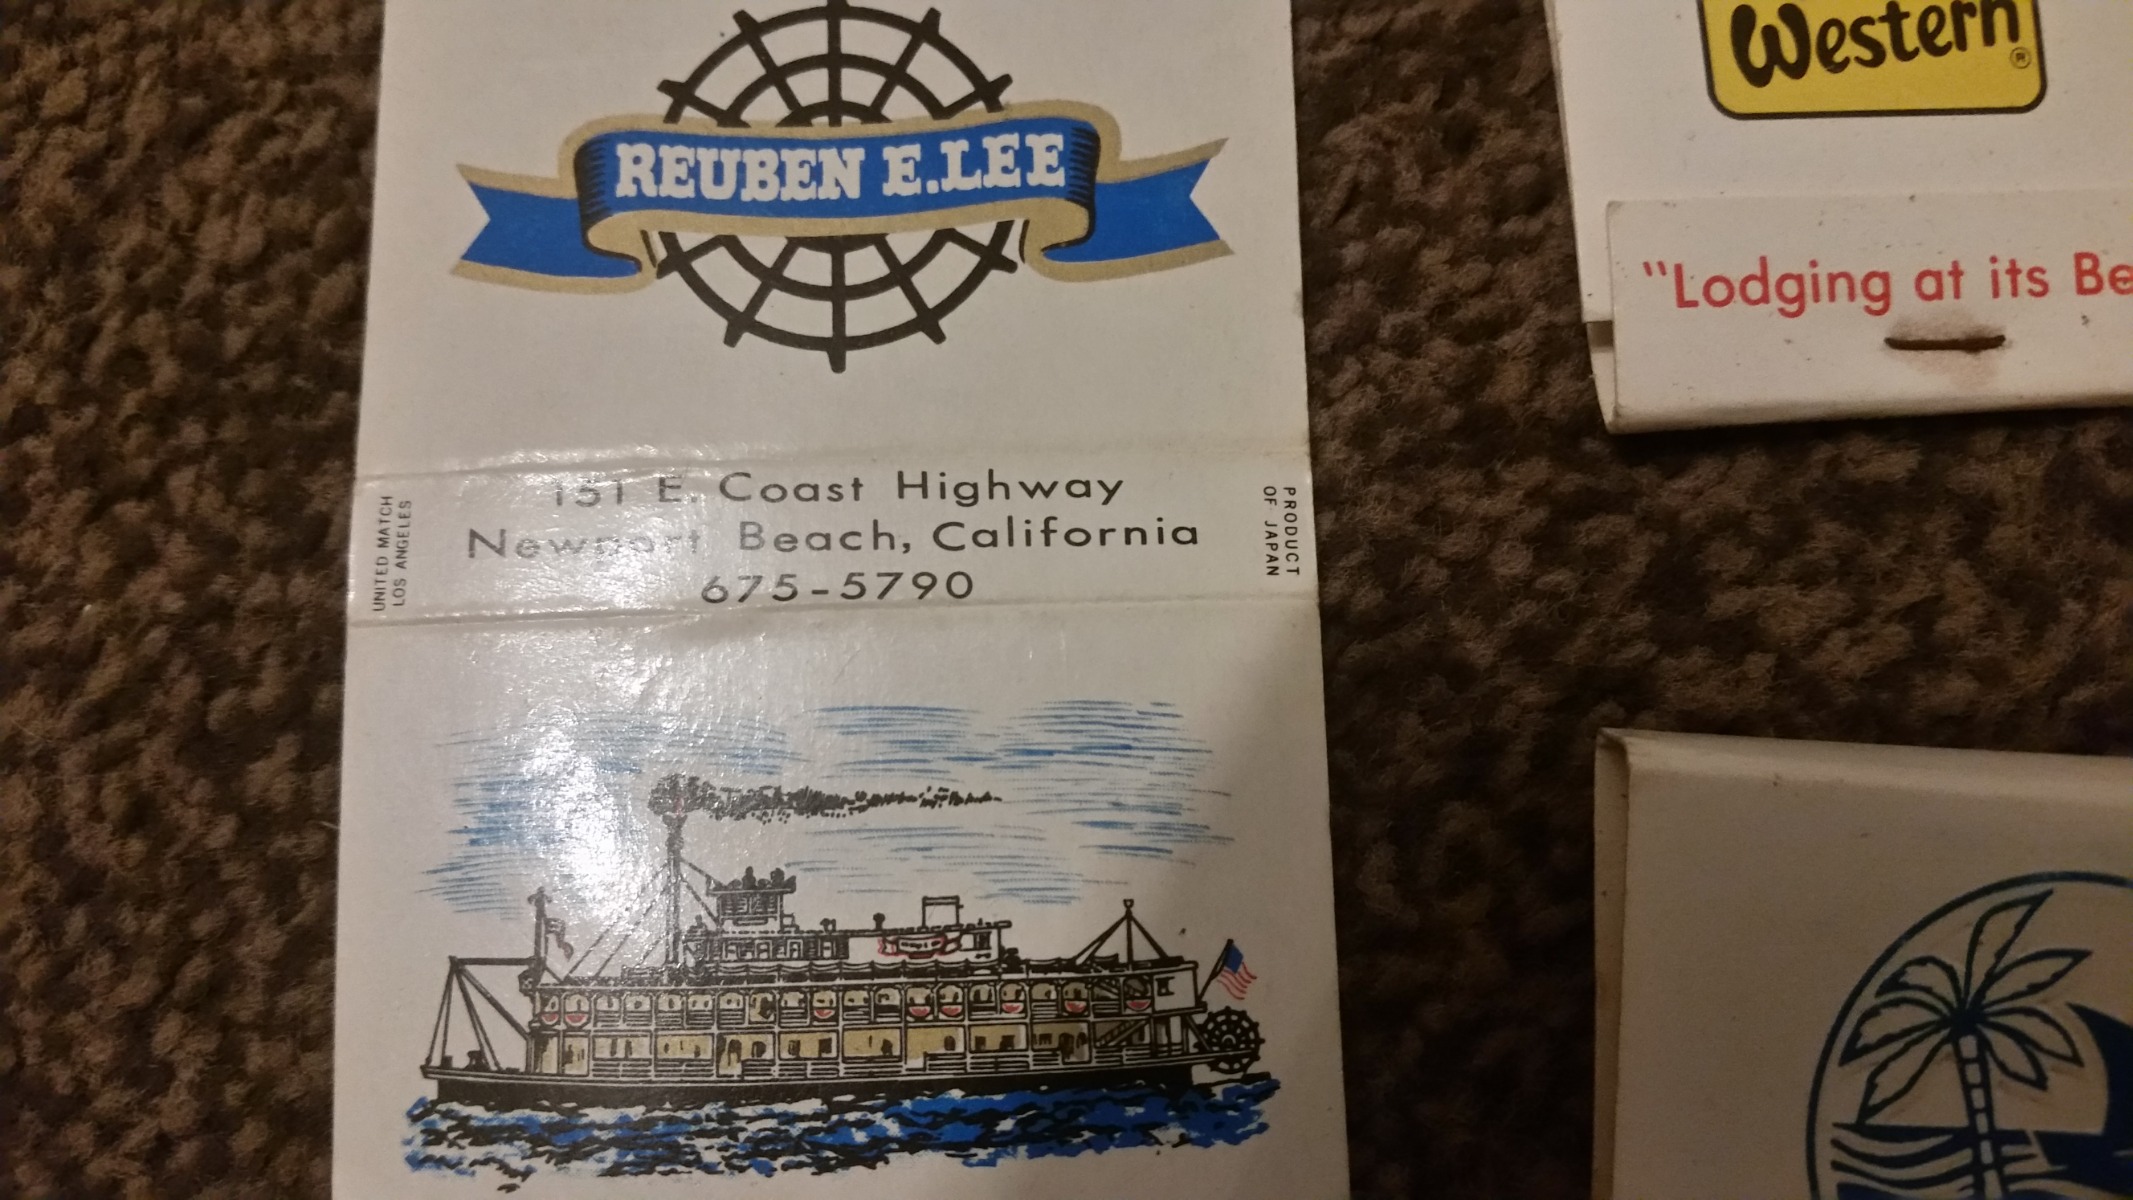 REUBEN E. LEE
151 E. Coast Highway
Newport Beach, California
675-5790
UNITED MATCH
LOS ANGELES
PRODUCT
OF JAPAN
Western
®
"Lodging at its Be